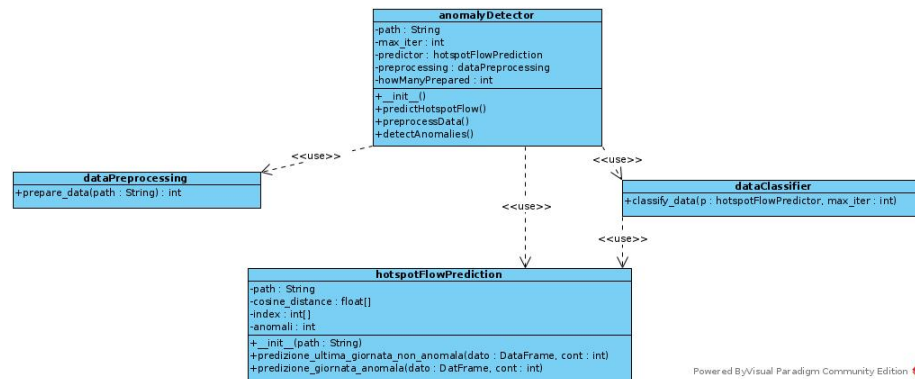 anomalyDetector
-path : String
-max_iter : int
-predictor : hotspotFlowPrediction
-preprocessing : dataPreprocessing
-howManyPrepared : int
+__init__()
+predictHotspotFlow()
+preprocessData()
+detectAnomalies()
<<use>>
<<use>>
dataPreprocessing
+prepare_data(path : String) : int
dataClassifier
+classify_data(p : hotspotFlowPredictor, max_iter : int)
<<use>>
<<use>>
hotspotFlowPrediction
-path : String
-cosine_distance : float[]
-index : int[]
-anomali : int
+__init__(path : String)
+predizione_ultima_giornata_non_anomala(dato : DataFrame, cont : int)
+predizione_giornata_anomala(dato : DatFrame, cont : int)
Powered ByVisual Paradigm Community Edition